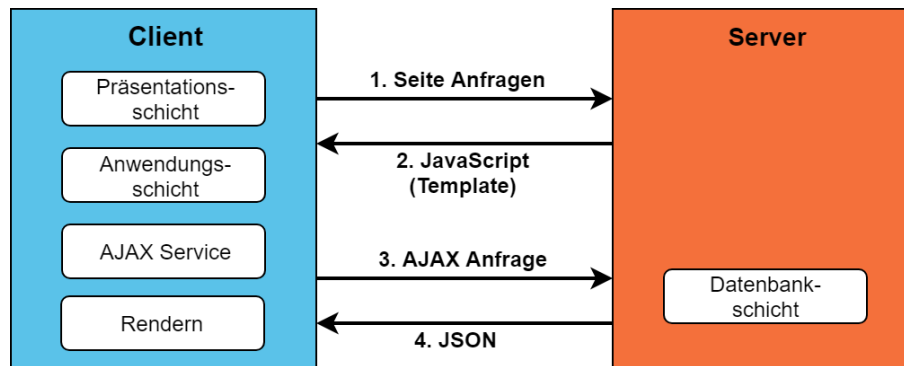 Client
Präsentations-
schicht
Anwendungs-
schicht
AJAX Service
Rendern
1. Seite Anfragen
2. JavaScript
(Template)
3. AJAX Anfrage
4. JSON
Server
Datenbank-
schicht